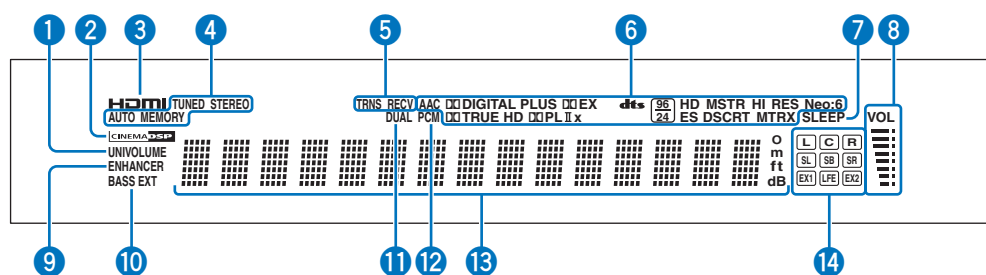 1 2 3 4 5 6 7 8
HDMI TUNED STEREO TRNS RECV AAC DIGITAL PLUS EX dts 96 HD MSTR HI RES Neo:6
AUTO MEMORY DUAL PCM TRUE HD PL II x 24 ES DSCRT MTRX SLEEP VOL
CINEMA DSP
UNIVOLUME o L C R
ENHANCER m SL SB SR
ft
BASS EXT dB EX1 LFE EX2
9 10 11 12 13 14